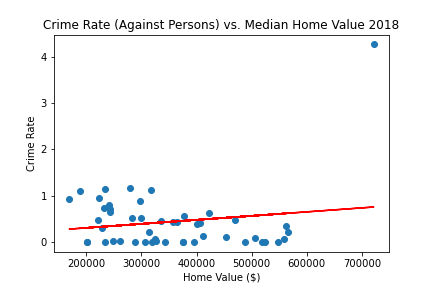 Crime Rate (Against Persons) vs. Median Home Value 2018
4
3
2
1
0
Crime Rate
200000 300000 400000 500000 600000 700000
Home Value ($)